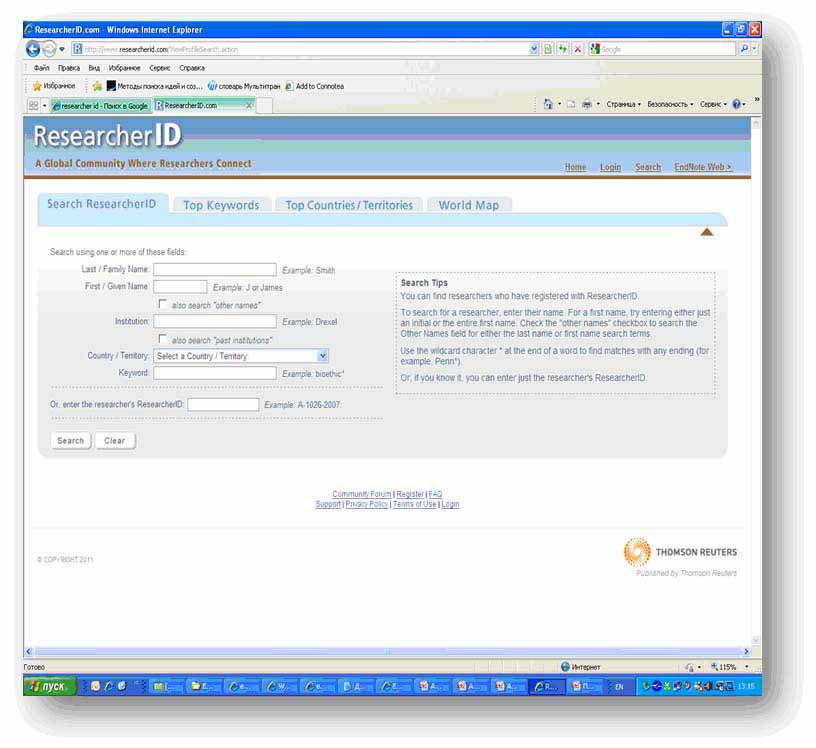 ResearcherID.com - Windows Internet Explorer
http://www.researcherid.com/ViewProfileSearch.action
Google
Файл Правка Вид Избранное Сервис Справка
Избранное Методы поиска идей и соз... словарь Мультитран Add to Connotea
researcher id - Поиск в Google ResearcherID.com X Страница Безопасность Сервис »
ResearcherID
A Global Community Where Researchers Connect
Home Login Search EndNote Web >
Search ResearcherID Top Keywords Top Countries/Territories World Map
Search using one or more of these fields:
Last / Family Name: Example: Smith
First / Given Name: Example: J or James
also search "other names"
Institution: Example: Drexel
also search "past institutions"
Country / Territory: Select a Country / Territory:
Keyword: Example: bioethic*
Or, enter the researcher's ResearcherID: Example: A-1026-2007:
Search Clear
Search Tips
You can find researchers who have registered with ResearcherID.
To search for a researcher, enter their name. For a first name, try entering either just
an initial or the entire first name. Check the "other names" checkbox to search the
Other Names field for either the last name or first name search terms.
Use the wildcard character * at the end of a word to find matches with any ending (for
example, Penn*).
Or, if you know it, you can enter just the researcher's ResearcherID.
Community Forum | Register | FAQ
Support | Privacy Policy | Terms of Use | Login
© COPYRIGHT 2011
THOMSON REUTERS
Published by Thomson Reuters
Готово Интернет 115%
пуск EN 13:15